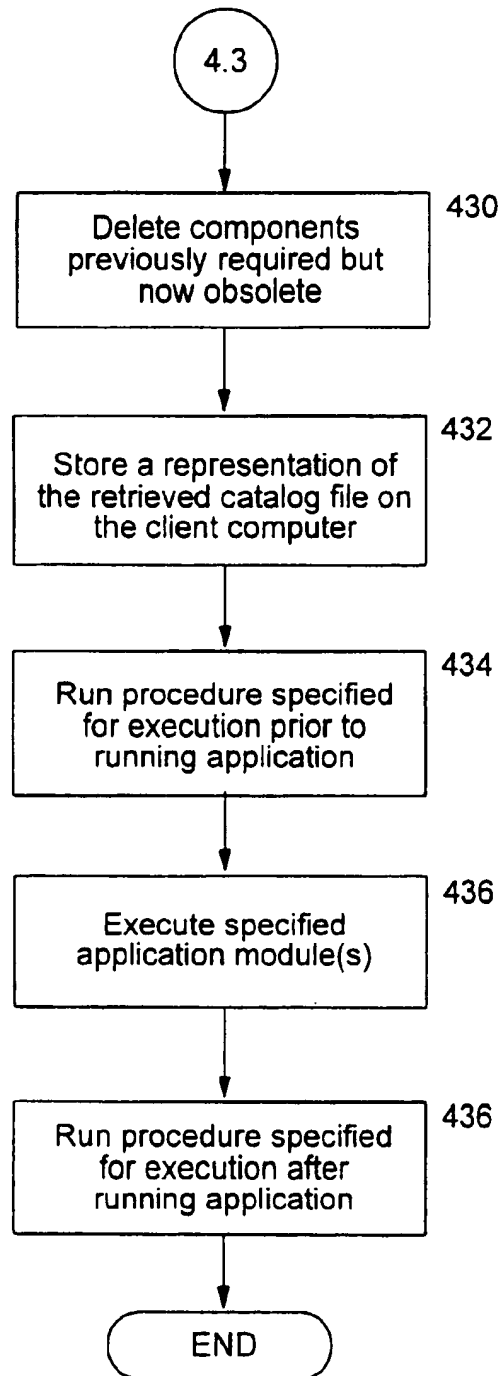 4.3
430
Delete components
previously required but
now obsolete
432
Store a representation of
the retrieved catalog file on
the client computer
434
Run procedure specified
for execution prior to
running application
436
Execute specified
application module(s)
436
Run procedure specified
for execution after
running application
END